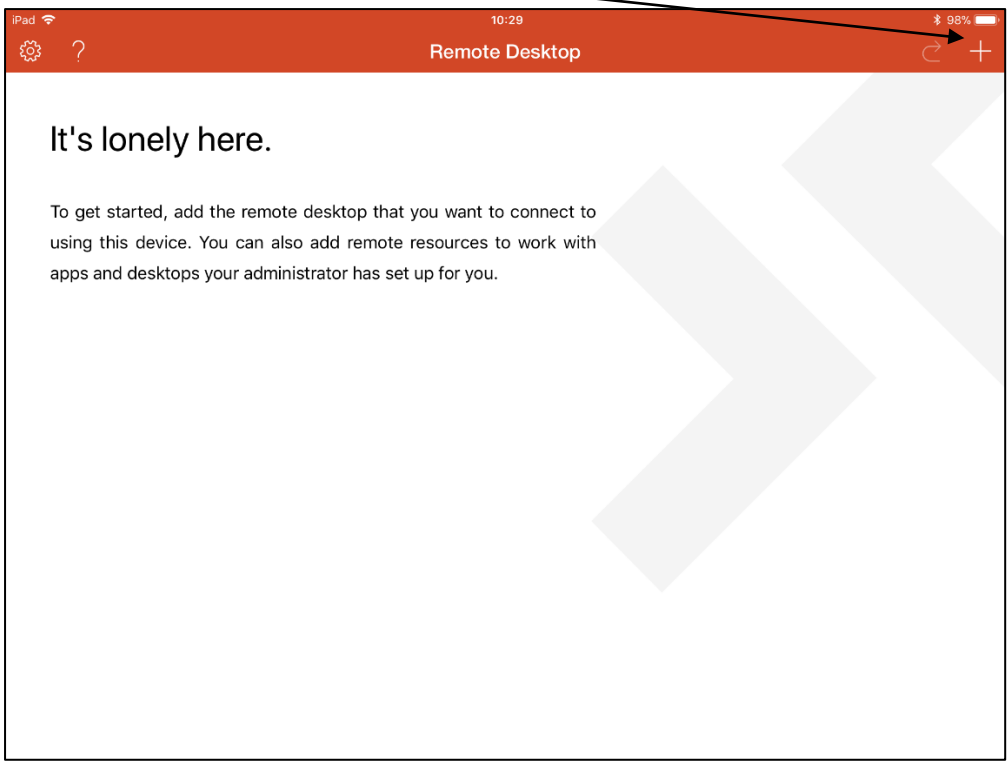 iPad 10:29 98%
? Remote Desktop
It's lonely here.
To get started, add the remote desktop that you want to connect to
using this device. You can also add remote resources to work with
apps and desktops your administrator has set up for you.